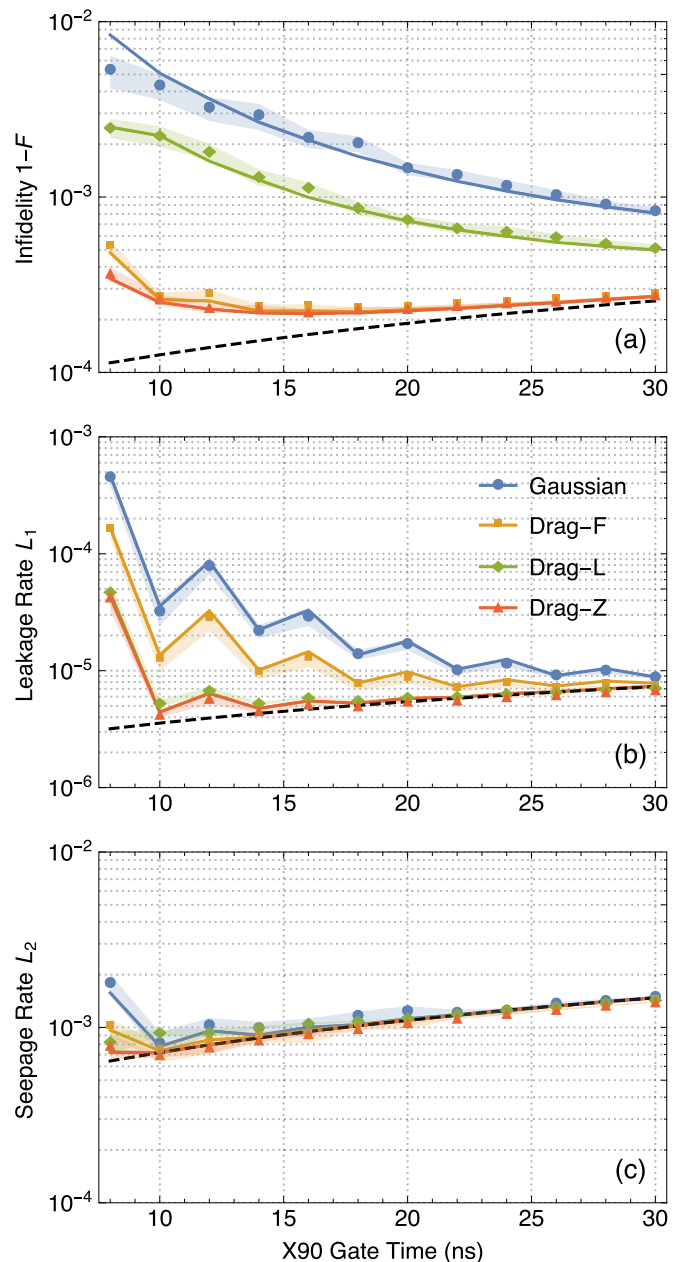 10⁻²
10⁻³
10⁻⁴
Infidelity 1-F
10 15 20 25 30
(a)
10⁻³
10⁻⁴
10⁻⁵
10⁻⁶
Leakage Rate L₁
Gaussian
Drag-F
Drag-L
Drag-Z
10 15 20 25 30
(b)
10⁻²
10⁻³
10⁻⁴
Seepage Rate L₂
(c)
10 15 20 25 30
X90 Gate Time (ns)